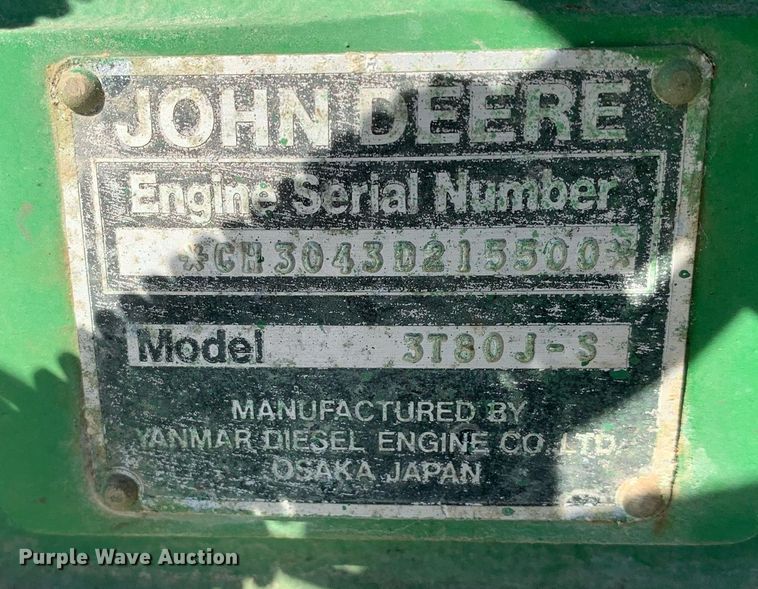 JOHN DEERE
Engine Serial Number
*CH3043D215500*
Model 3T80J-S
MANUFACTURED BY
YANMAR DIESEL ENGINE CO.,LTD.
OSAKA JAPAN
Purple Wave Auction